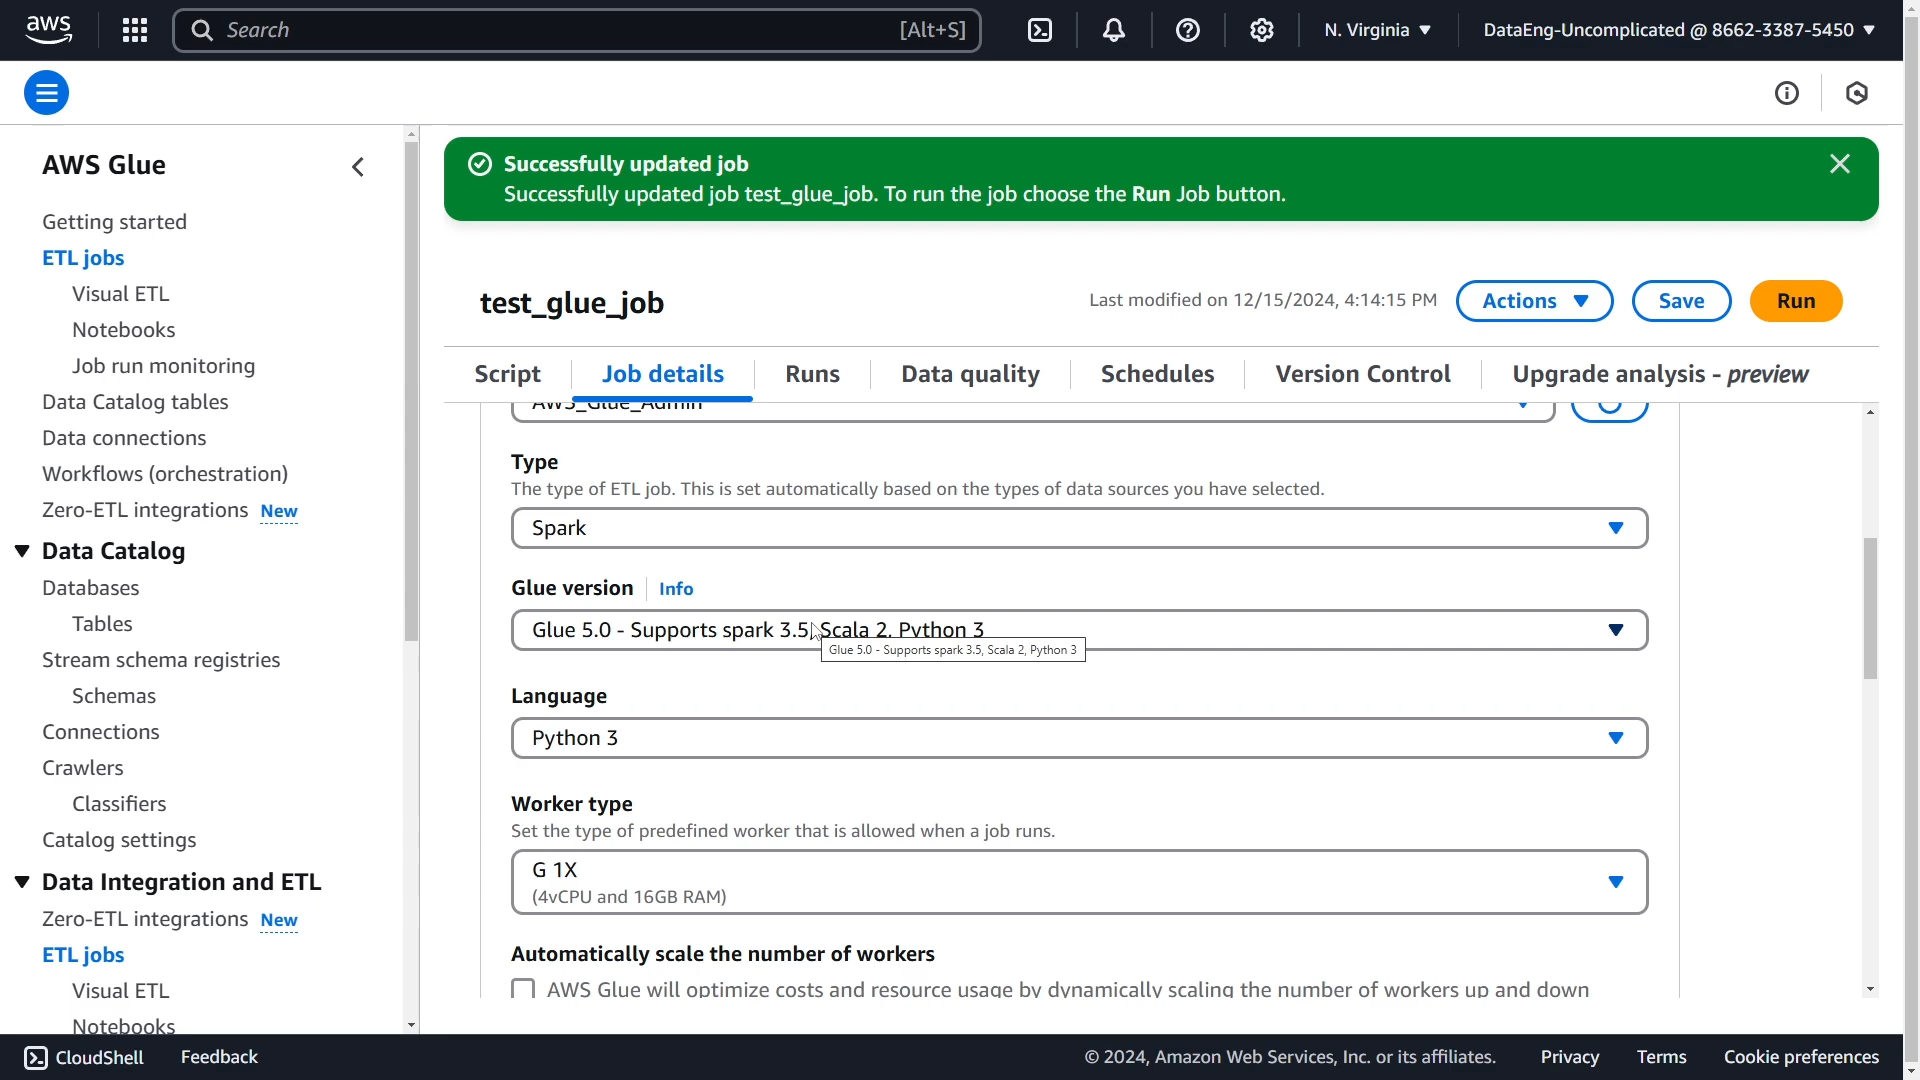 aws
Search
[Alt+S]
N. Virginia
DataEng-Uncomplicated @ 8662-3387-5450
AWS Glue
Getting started
ETL jobs
Visual ETL
Notebooks
Job run monitoring
Data Catalog tables
Data connections
Workflows (orchestration)
Zero-ETL integrations New
Data Catalog
Databases
Tables
Stream schema registries
Schemas
Connections
Crawlers
Classifiers
Catalog settings
Data Integration and ETL
Zero-ETL integrations New
ETL jobs
Visual ETL
Notebooks
Successfully updated job
Successfully updated job test_glue_job. To run the job choose the Run Job button.
test_glue_job
Last modified on 12/15/2024, 4:14:15 PM
Actions
Save
Run
Script
Job details
Runs
Data quality
Schedules
Version Control
Upgrade analysis - preview
AWS_Glue_Admin
Type
The type of ETL job. This is set automatically based on the types of data sources you have selected.
Spark
Glue version Info
Glue 5.0 - Supports spark 3.5, Scala 2, Python 3
Glue 5.0 - Supports spark 3.5, Scala 2, Python 3
Language
Python 3
Worker type
Set the type of predefined worker that is allowed when a job runs.
G 1X
(4vCPU and 16GB RAM)
Automatically scale the number of workers
AWS Glue will optimize costs and resource usage by dynamically scaling the number of workers up and down
CloudShell
Feedback
© 2024, Amazon Web Services, Inc. or its affiliates.
Privacy
Terms
Cookie preferences